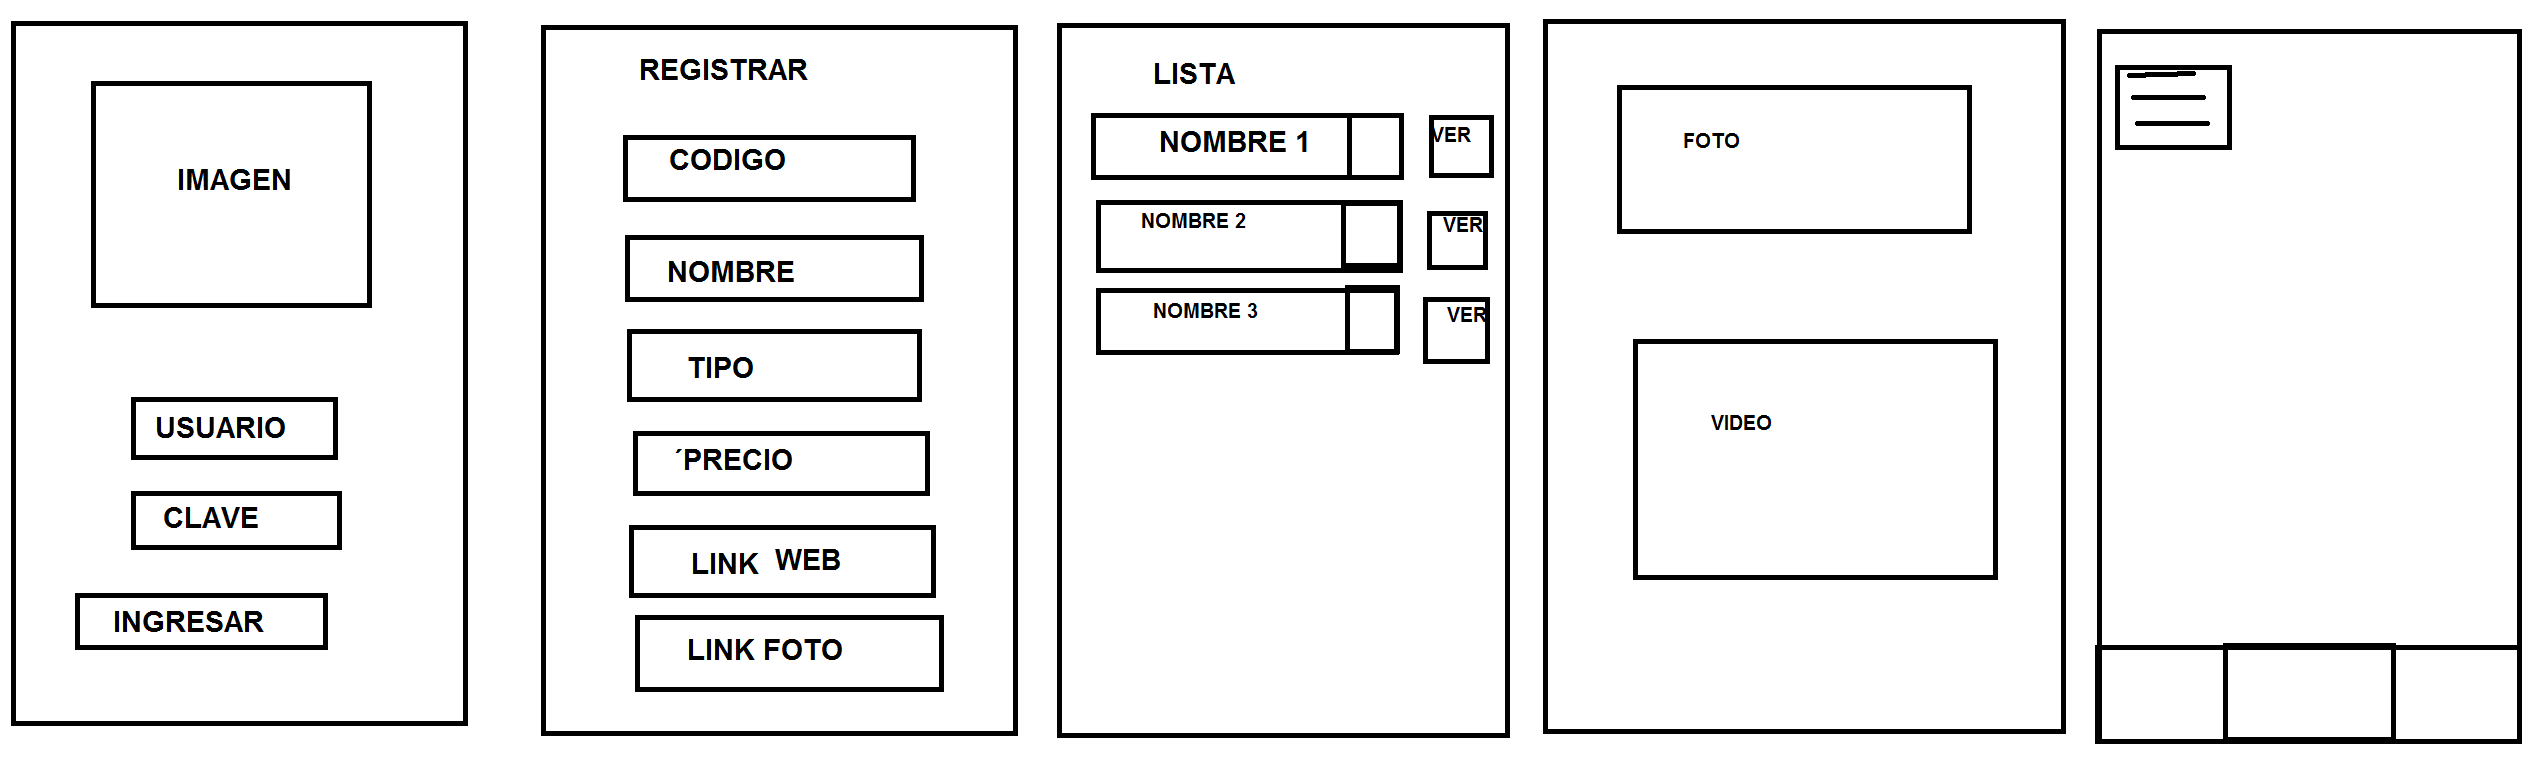 IMAGEN
USUARIO
CLAVE
INGRESAR
REGISTRAR
CODIGO
NOMBRE
TIPO
´PRECIO
LINK WEB
LINK FOTO
LISTA
NOMBRE 1 VER
NOMBRE 2 VER
NOMBRE 3 VER
FOTO
VIDEO